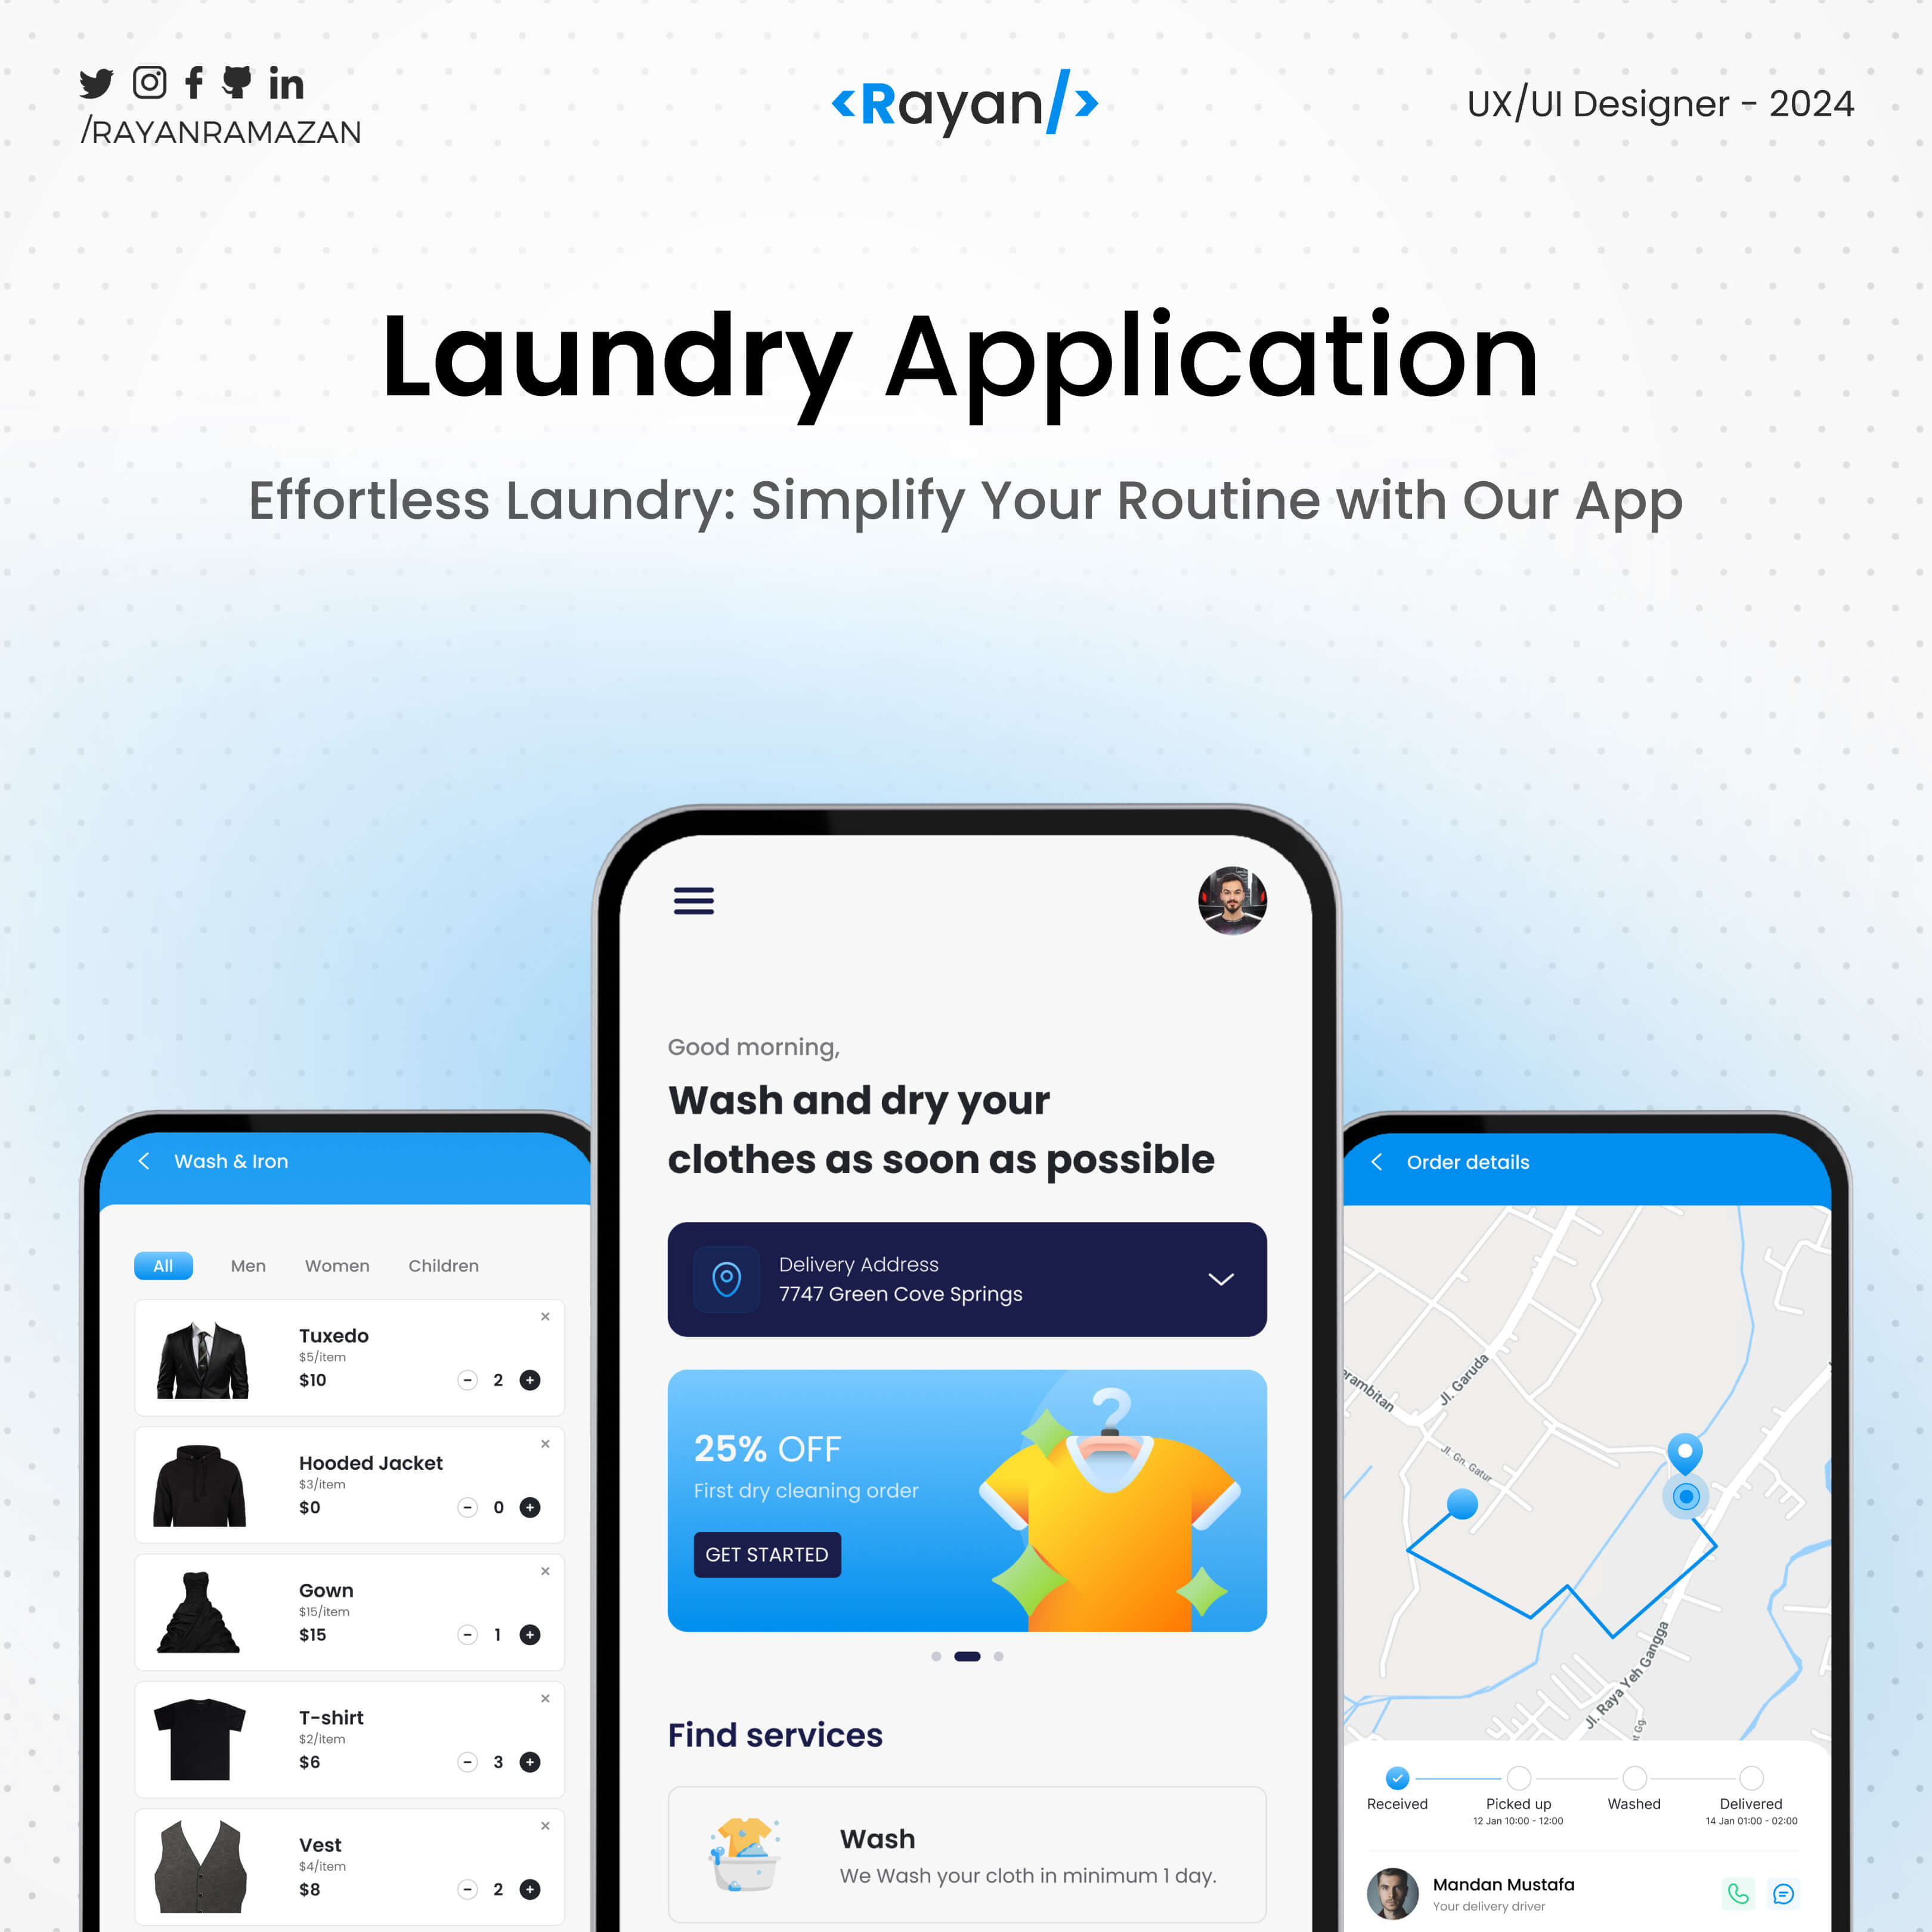 /RAYANRAMAZAN
<Rayan/>
UX/UI Designer - 2024
Laundry Application
Effortless Laundry: Simplify Your Routine with Our App
Wash & Iron
All Men Women Children
Tuxedo
$5/item
$10
2
Hooded Jacket
$3/item
$0
0
Gown
$15/item
$15
1
T-shirt
$2/item
$6
3
Vest
$4/item
$8
2
Good morning,
Wash and dry your
clothes as soon as possible
Delivery Address
7747 Green Cove Springs
25% OFF
First dry cleaning order
GET STARTED
Find services
Wash
We Wash your cloth in minimum 1 day.
Order details
Jl. Garuda
Jl. Gn. Gatur
Jl. Raya Yeh Gangga
Received Picked up Washed Delivered
12 Jan 10:00 - 12:00 14 Jan 01:00 - 02:00
Mandan Mustafa
Your delivery driver